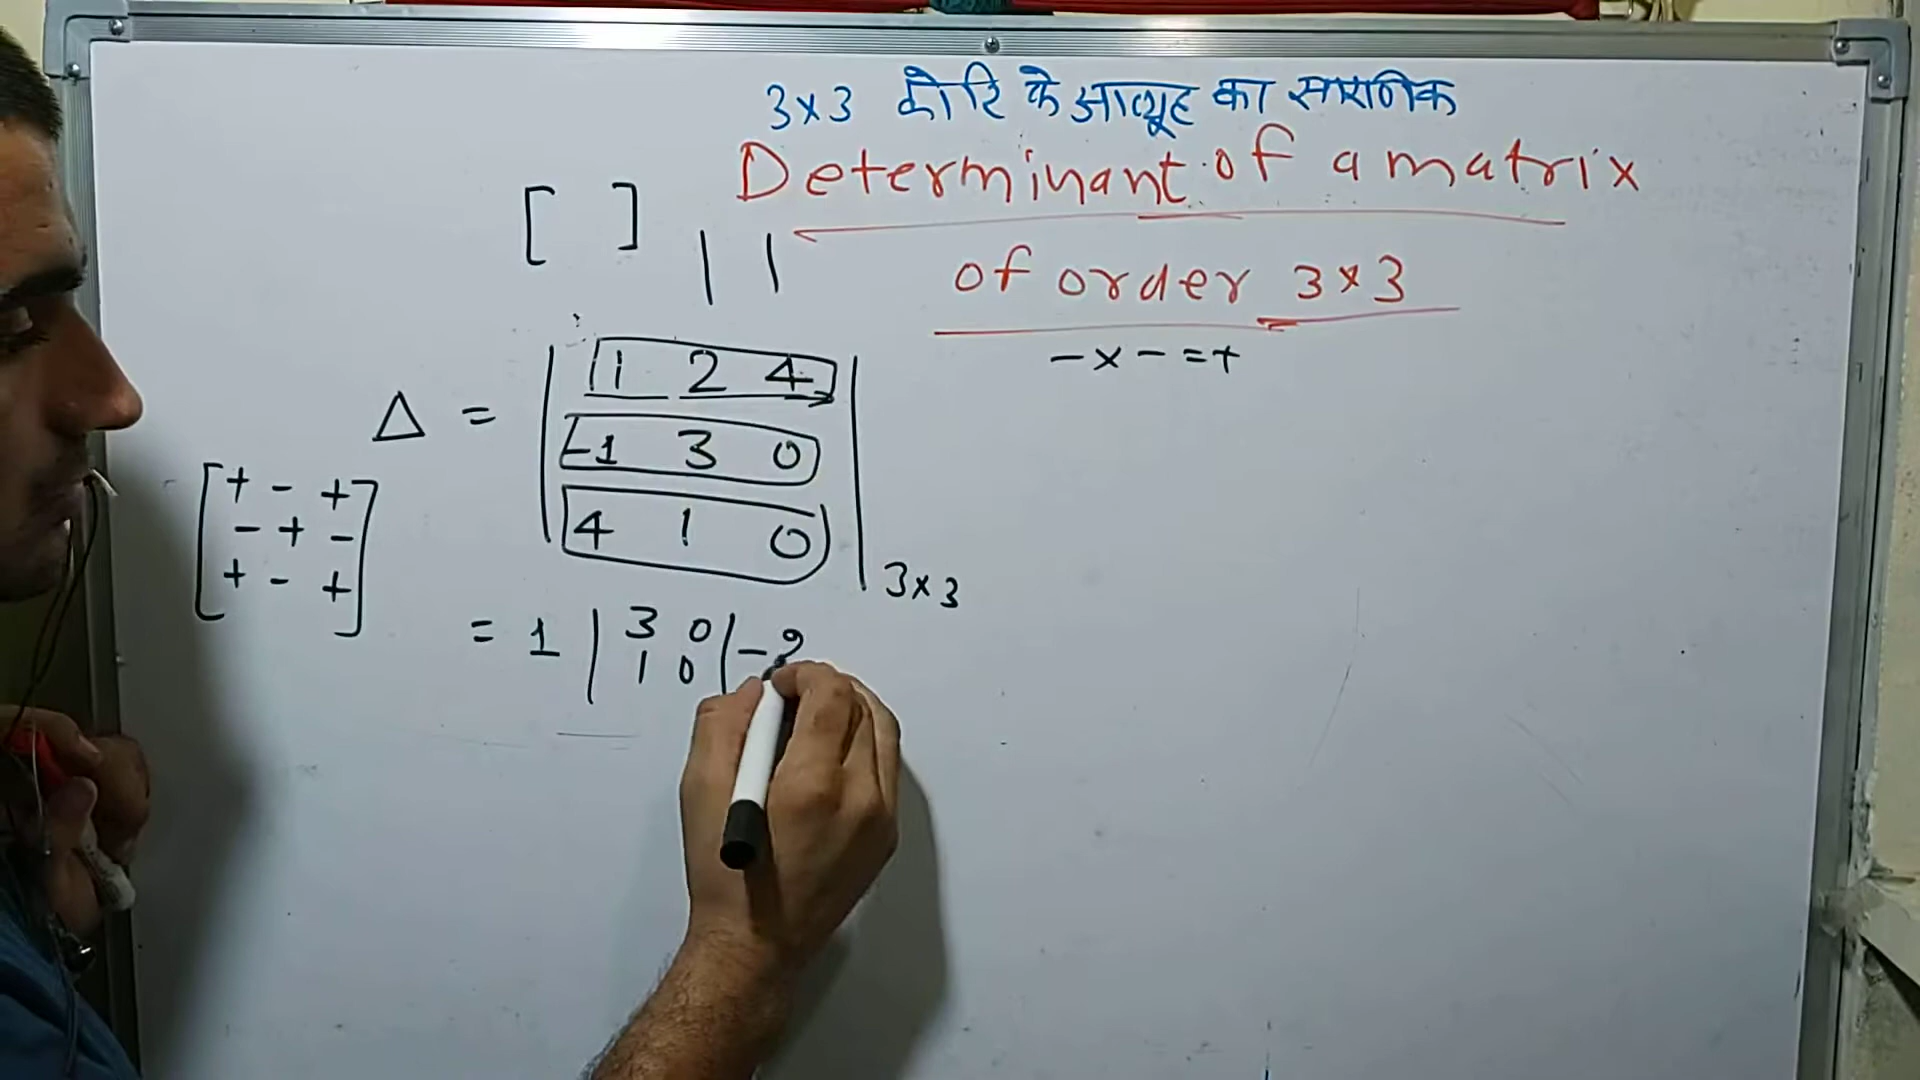 3×3 कोटि के आव्यूह का सारणिक
Determinant of a matrix
[ ] | |
of order 3×3
-×-=+
Δ = | 1 2 4 |
-1 3 0
4 1 0 | 3×3
[ + - +
- + -
+ - + ]
= 1 | 3 0 | -2
1 0